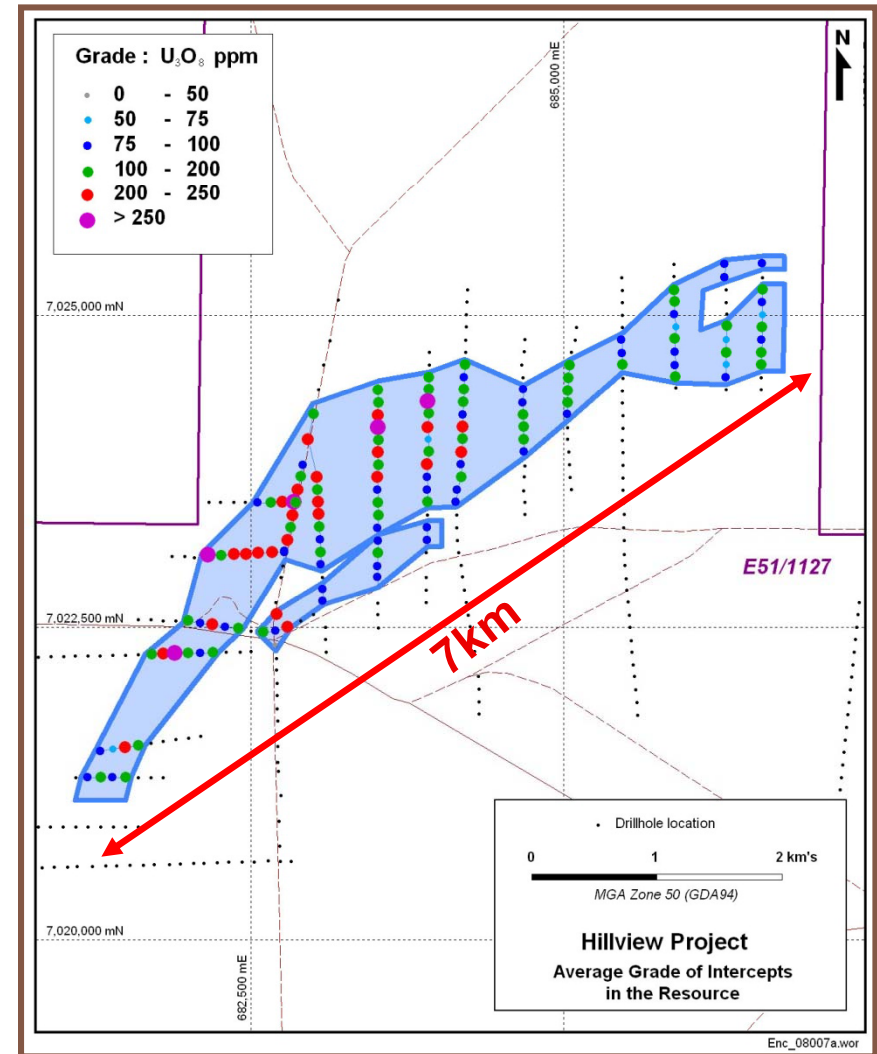 Grade : U₃O₈ ppm
0 - 50
50 - 75
75 - 100
100 - 200
200 - 250
> 250
685,000 mE
N
7,025,000 mN
E51/1127
7,022,500 mN
7km
Drillhole location
0 1 2 km's
MGA Zone 50 (GDA94)
7,020,000 mN
Hillview Project
682,500 mE
Average Grade of Intercepts
in the Resource
Enc_08007a.wor